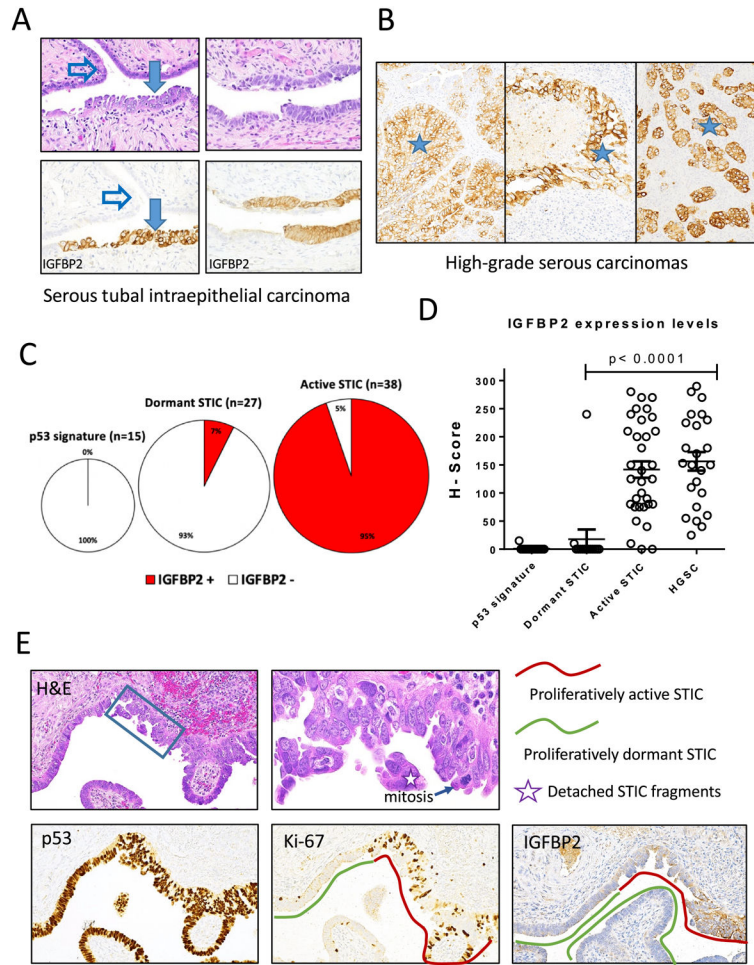 A
IGFBP2
IGFBP2
Serous tubal intraepithelial carcinoma
B
High-grade serous carcinomas
C
p53 signature (n=15)
0%
100%
Dormant STIC (n=27)
7%
93%
Active STIC (n=38)
5%
95%
IGFBP2 +
IGFBP2 -
D
IGFBP2 expression levels
p< 0.0001
H- Score
300
250
200
150
100
50
0
p53 signature
Dormant STIC
Active STIC
HGSC
E
H&E
mitosis
Proliferatively active STIC
Proliferatively dormant STIC
Detached STIC fragments
p53
Ki-67
IGFBP2